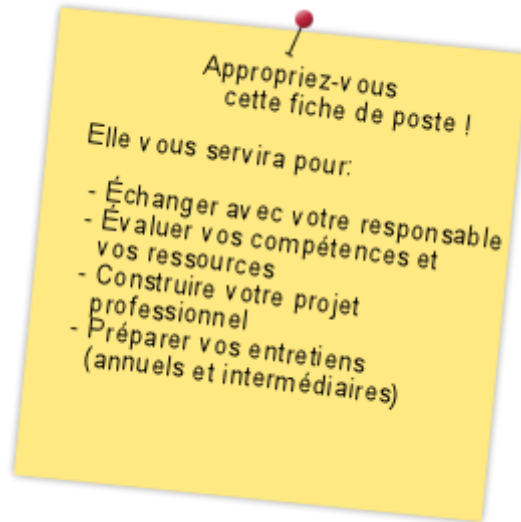 Appropriez-vous
cette fiche de poste !
Elle vous servira pour:
- Échanger avec votre responsable
- Évaluer vos compétences et
vos ressources
- Construire votre projet
professionnel
- Préparer vos entretiens
(annuels et intermédiaires)